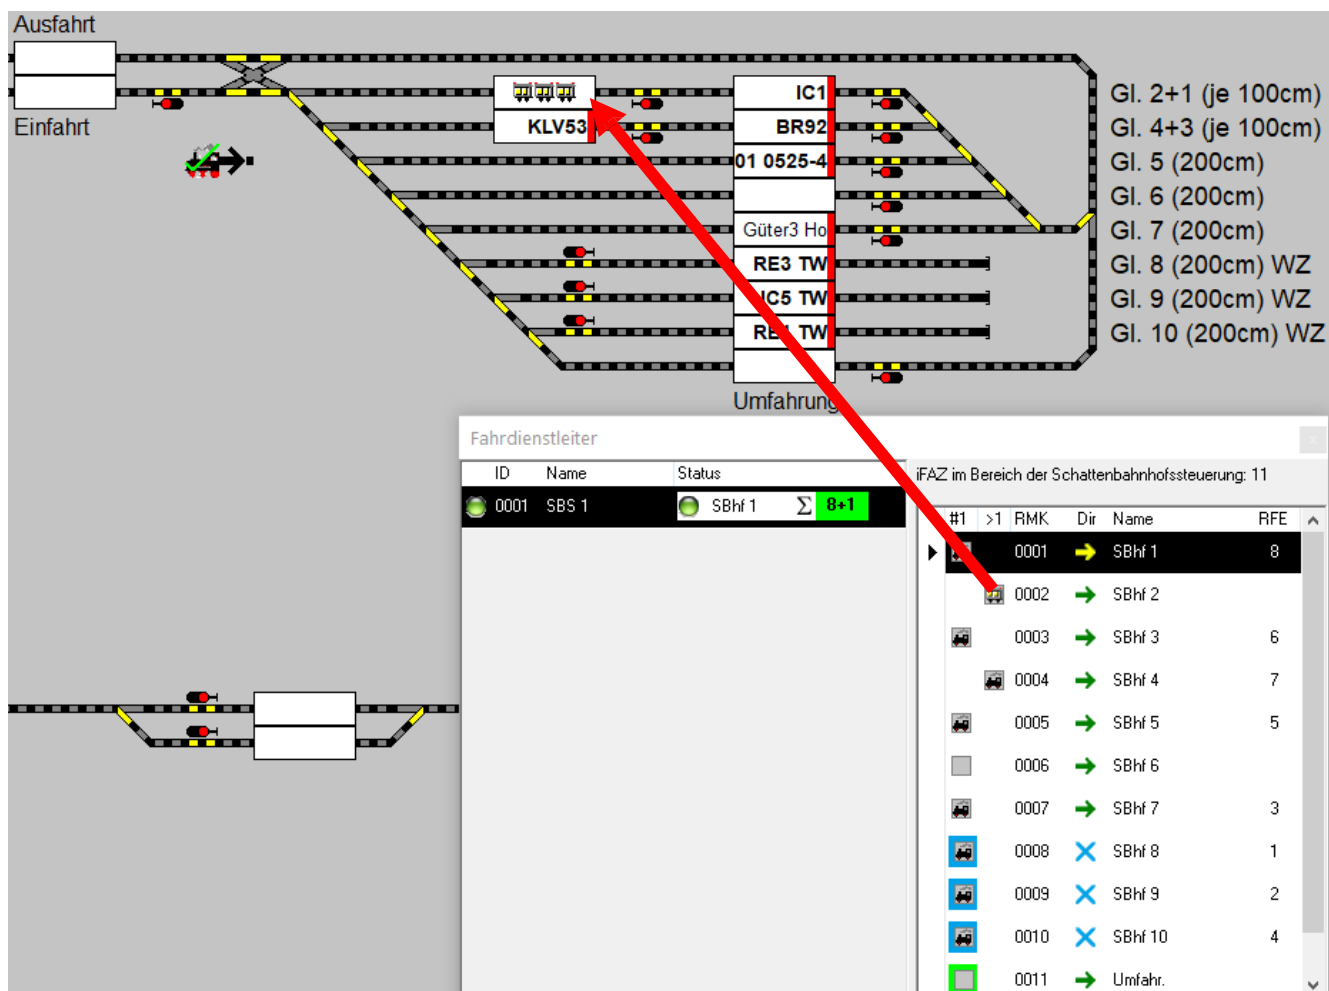 Ausfahrt
Einfahrt
IC1
Gl. 2+1 (je 100cm)
KLV53
BR92
Gl. 4+3 (je 100cm)
01 0525-4
Gl. 5 (200cm)
Gl. 6 (200cm)
Güter3 Ho
Gl. 7 (200cm)
RE3 TW
Gl. 8 (200cm) WZ
IC5 TW
Gl. 9 (200cm) WZ
TW
Gl. 10 (200cm) WZ
Umfahrung
Fahrdienstleiter
x
ID Name Status
0001 SBS 1 SBhf 1 Σ 8+1
iFAZ im Bereich der Schattenbahnhofssteuerung: 11
#1 >1 RMK Dir Name RFE
0001 SBhf 1 8
0002 SBhf 2
0003 SBhf 3 6
0004 SBhf 4 7
0005 SBhf 5 5
0006 SBhf 6
0007 SBhf 7 3
0008 SBhf 8 1
0009 SBhf 9 2
0010 SBhf 10 4
0011 Umfahr.